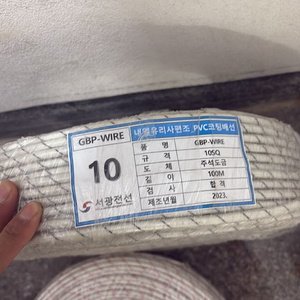 GBP-WIRE
10
서광전선
내열유리사편조_PVC코팅배선
품 명 GBP-WIRE
규 격 10SQ
도 체 주석도금
길 이 100M
검 사 합 격
제조년월 2023.